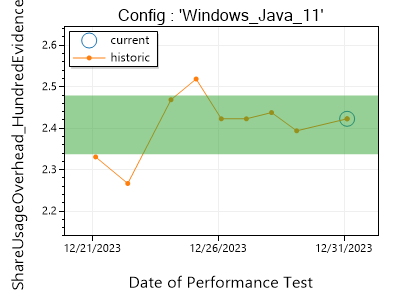 Config : 'Windows_Java_11'
ShareUsageOverhead_HundredEvidence
current
historic
2.6
2.5
2.4
2.3
2.2
12/21/2023
12/26/2023
12/31/2023
Date of Performance Test